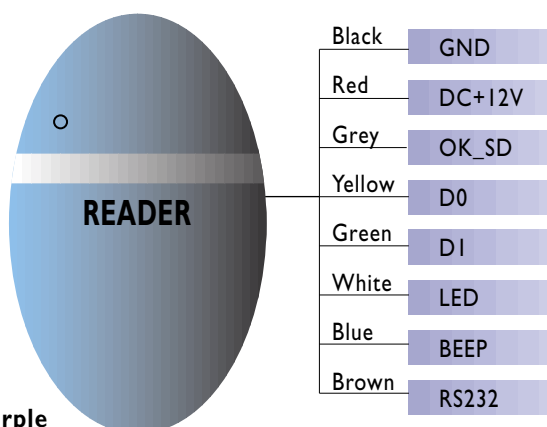 Black GND
Red DC+12V
Grey OK_SD
Yellow D0
READER
Green D1
White LED
Blue BEEP
Brown RS232
rple